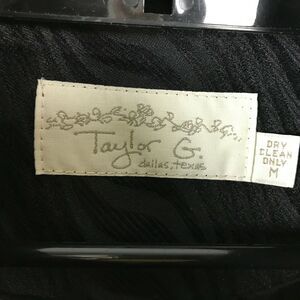 Taylor G.
dallas, texas
DRY
CLEAN
ONLY
M